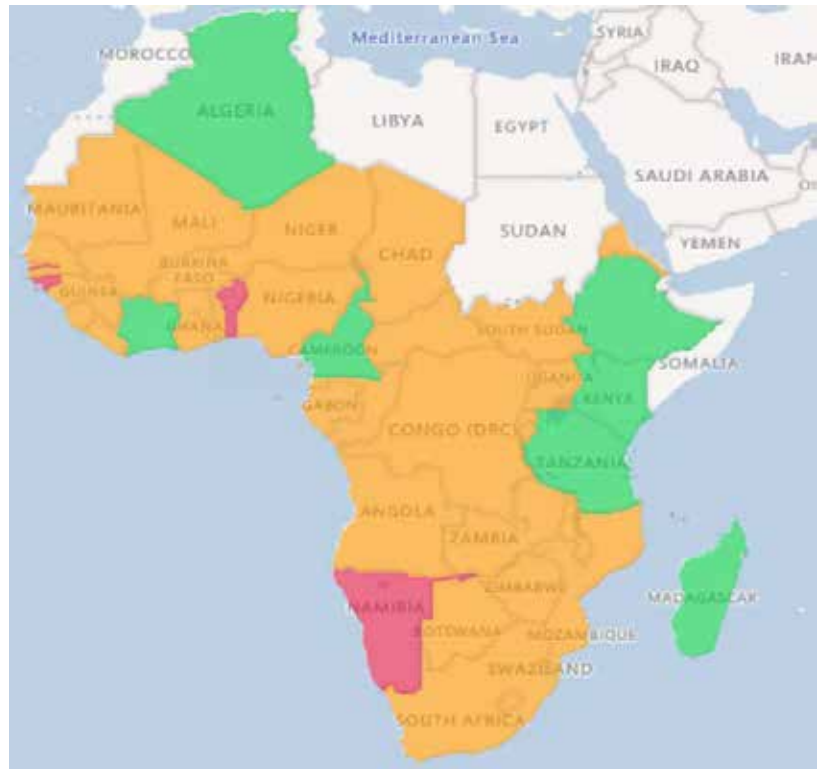 Mediterranean Sea
SYRIA
MOROCCO
IRAQ
IRAN
ALGERIA
LIBYA
EGYPT
SAUDI ARABIA
MAURITANIA
MALI
NIGER
SUDAN
YEMEN
CHAD
BURKINA
FASO
GUINEA
NIGERIA
GHANA
SOUTH SUDAN
CAMEROON
SOMALIA
UGANDA
KENYA
GABON
CONGO (DRC)
TANZANIA
ANGOLA
ZAMBIA
ZIMBABWE
MADAGASCAR
NAMIBIA
BOTSWANA
MOZAMBIQUE
SWAZILAND
SOUTH AFRICA